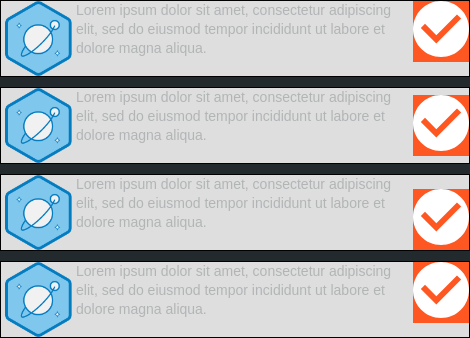 Lorem ipsum dolor sit amet, consectetur adipiscing
elit, sed do eiusmod tempor incididunt ut labore et
dolore magna aliqua.
Lorem ipsum dolor sit amet, consectetur adipiscing
elit, sed do eiusmod tempor incididunt ut labore et
dolore magna aliqua.
Lorem ipsum dolor sit amet, consectetur adipiscing
elit, sed do eiusmod tempor incididunt ut labore et
dolore magna aliqua.
Lorem ipsum dolor sit amet, consectetur adipiscing
elit, sed do eiusmod tempor incididunt ut labore et
dolore magna aliqua.